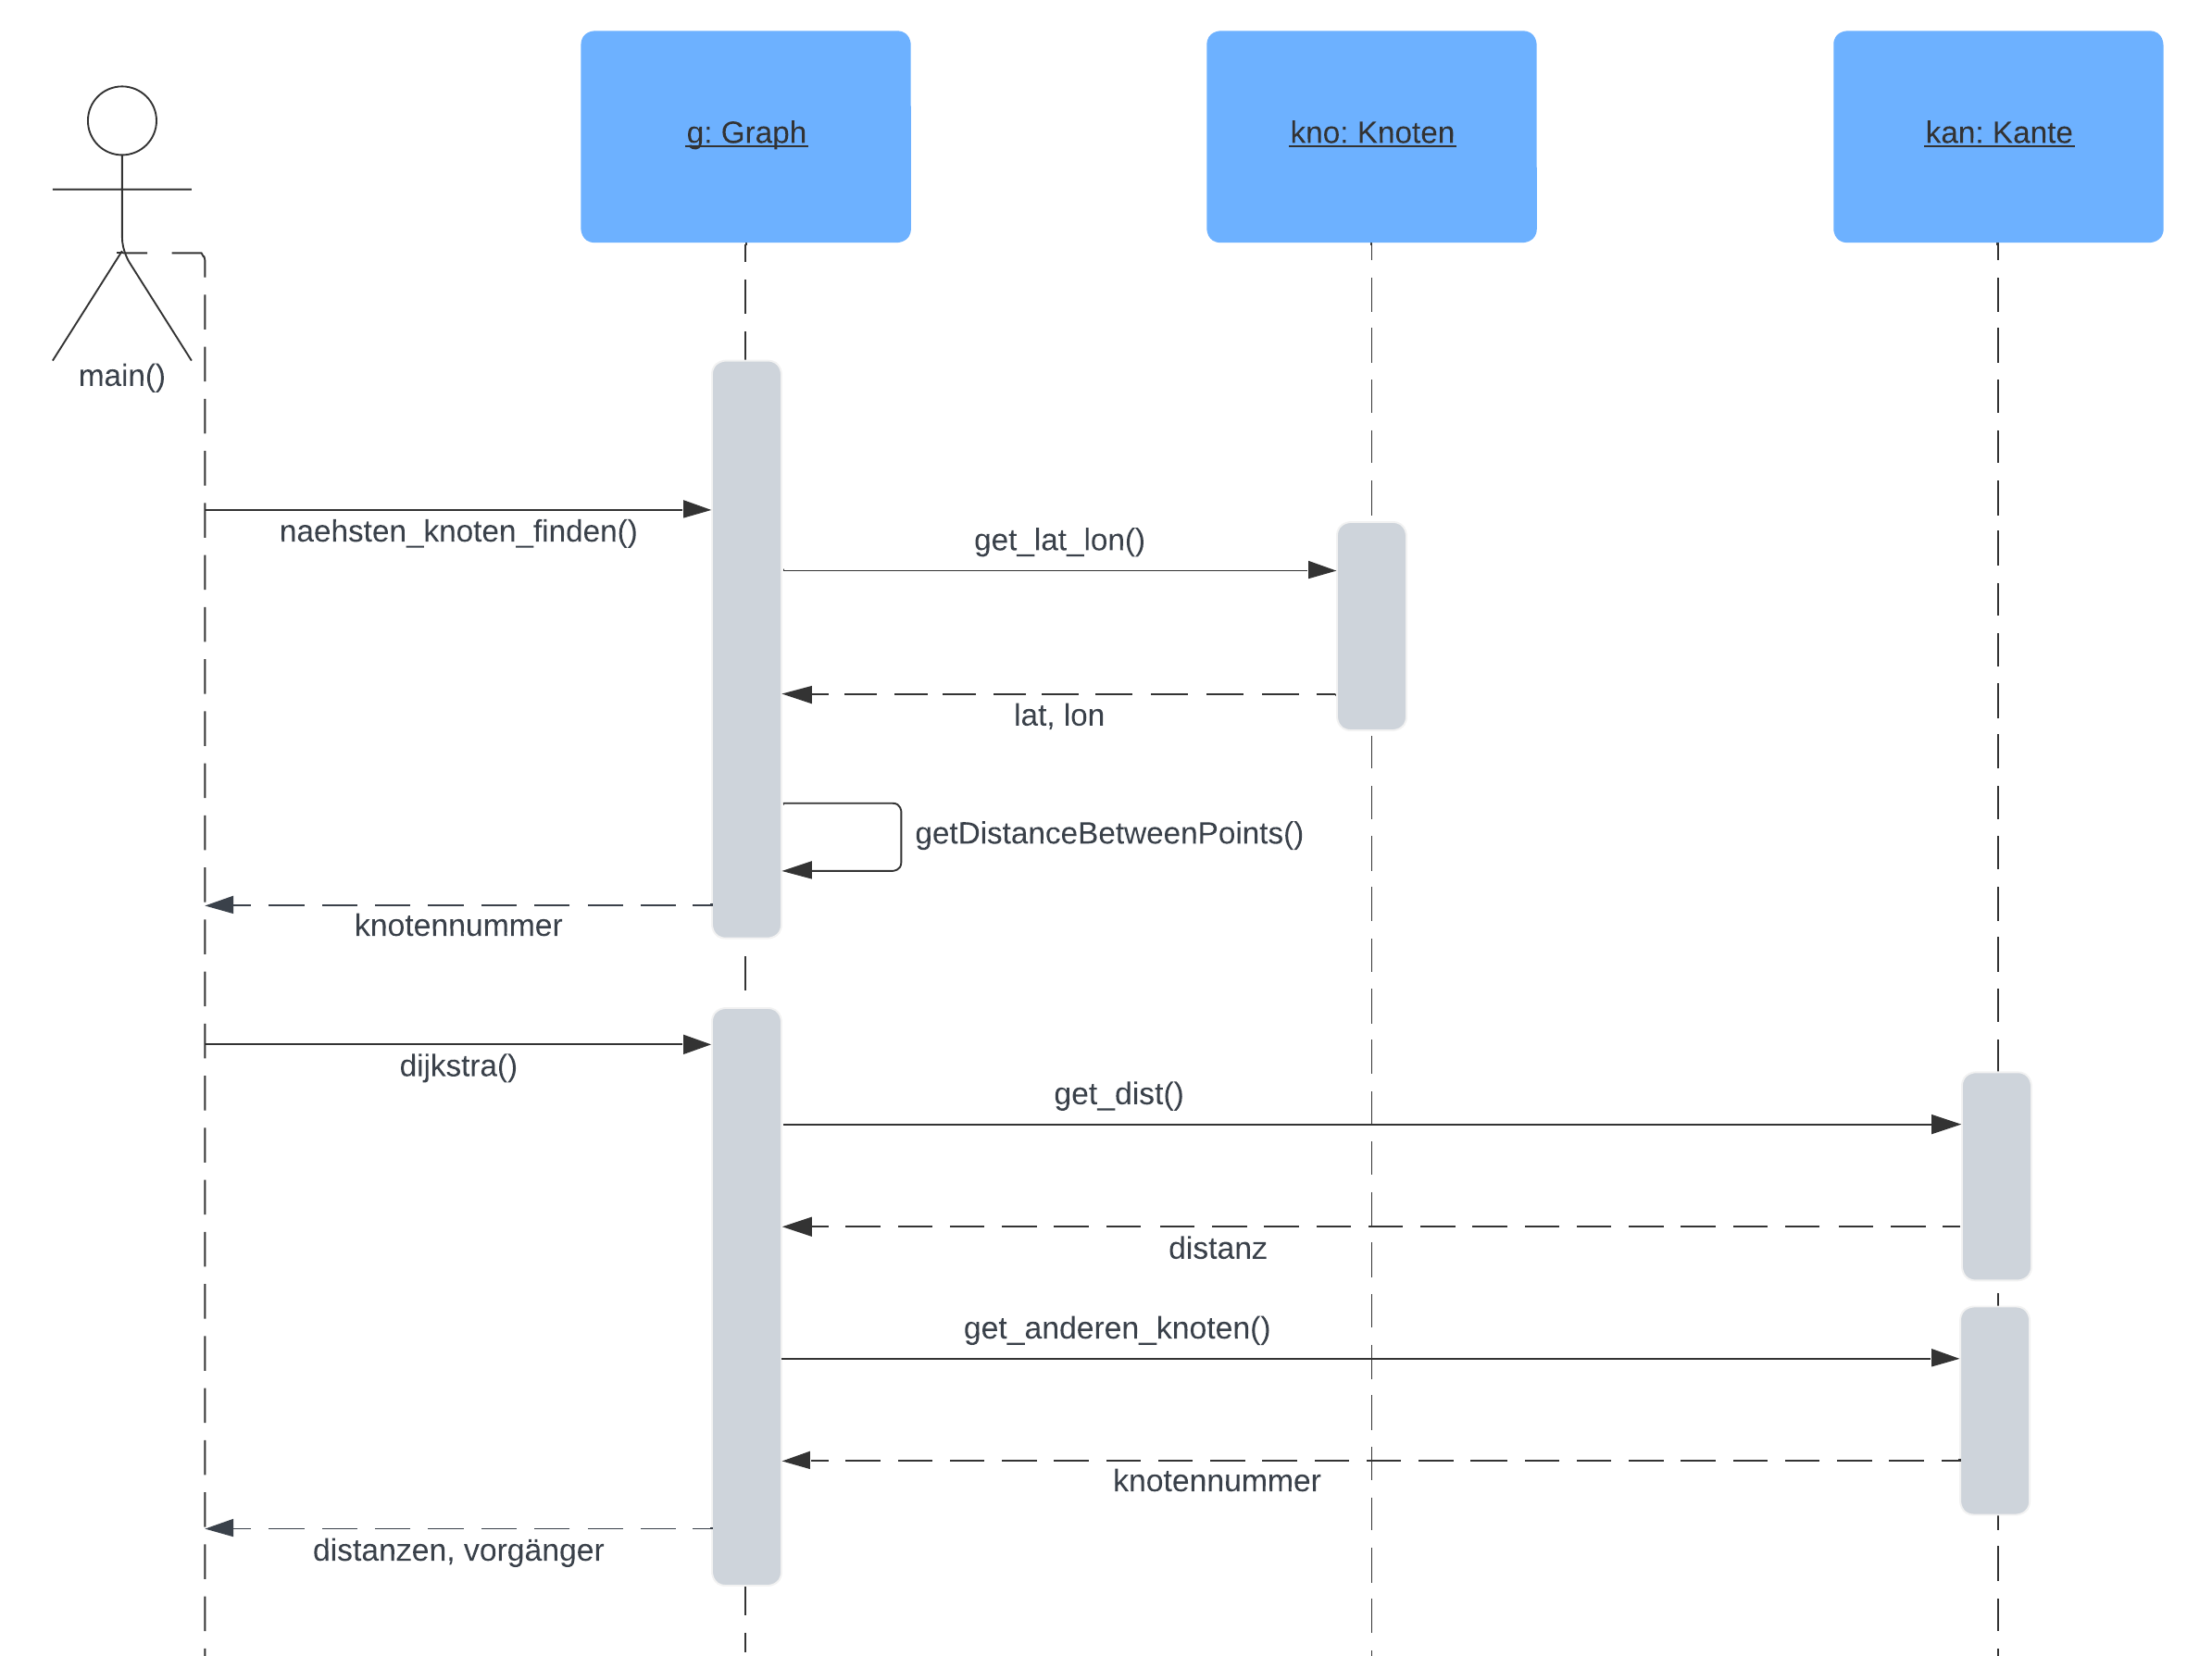 g: Graph
kno: Knoten
kan: Kante
main()
naehsten_knoten_finden()
get_lat_lon()
lat, lon
getDistanceBetweenPoints()
knotennummer
dijkstra()
get_dist()
distanz
get_anderen_knoten()
knotennummer
distanzen, vorgänger